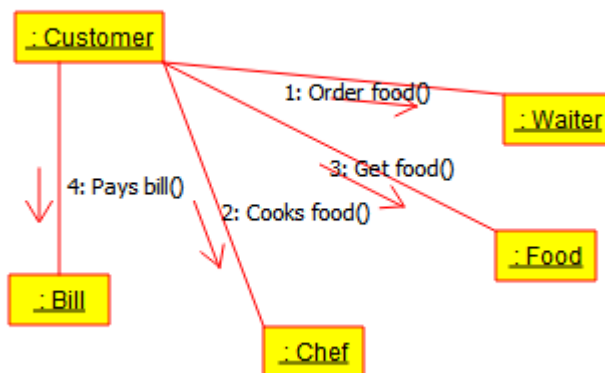 : Customer
1: Order food()
: Waiter
3: Get food()
4: Pays bill()
2: Cooks food()
: Food
: Bill
: Chef